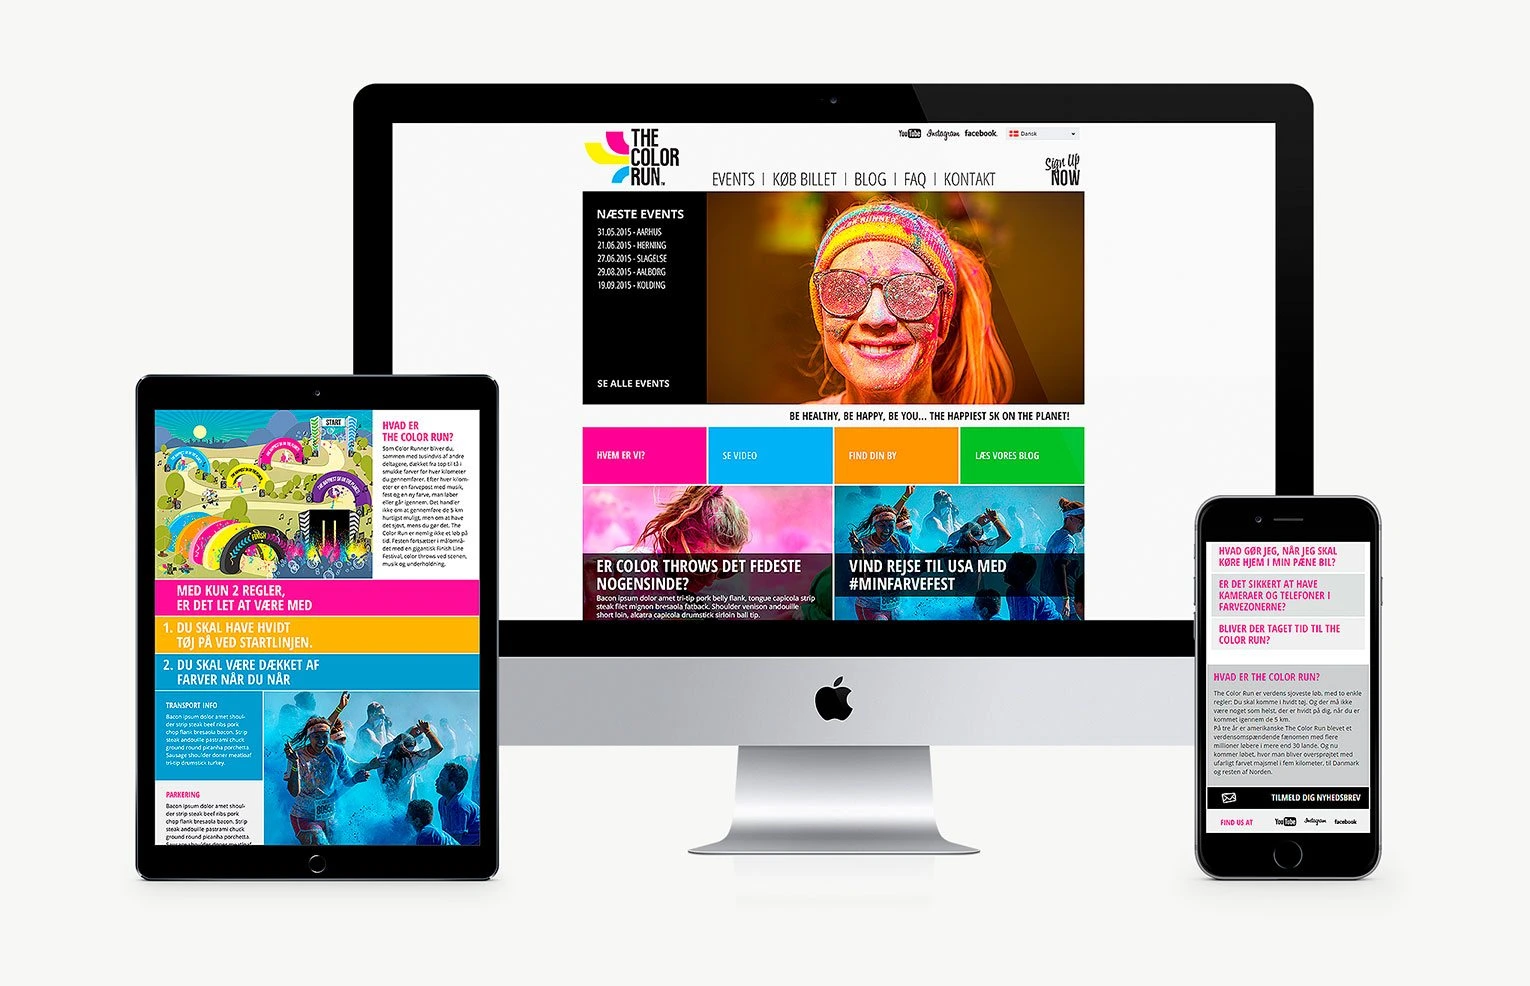 THE
COLOR
RUN™
YouTube
Instagram
facebook.
Dansk
EVENTS | KØB BILLET | BLOG | FAQ | KONTAKT
Sign Up
NOW
NÆSTE EVENTS
31.05.2015 - AARHUS
21.06.2015 - HERNING
27.06.2015 - SLAGELSE
29.08.2015 - AALBORG
19.09.2015 - KOLDING
SE ALLE EVENTS
BE HEALTHY, BE HAPPY, BE YOU... THE HAPPIEST 5K ON THE PLANET!
HVEM ER VI?
SE VIDEO
FIND DIN BY
LÆS VORES BLOG
ER COLOR THROWS DET FEDESTE
NOGENSINDE?
Bacon ipsum dolor amet tri-tip pork belly flank, tongue capicola strip
steak filet mignon bresaola fatback. Shoulder venison andouille
short loin, alcatra capicola drumstick sirloin ball tip.
VIND REJSE TIL USA MED
#MINFARVEFEST
START
FINISH
HVAD ER
THE COLOR RUN?
Som Color Runner bliver du,
sammen med tusindvis af andre
deltagere, dækket fra top til tå i
smukke farver for hver kilometer
du gennemfører. Efter hver kilom-
eter er en farvepost med musik,
fest og en ny farve, man løber
eller går igennem. Det handler
ikke om at gennemføre de 5 km
hurtigst muligt, men om at have
det sjovt, mens du gør det. The
Color Run er nemlig ikke et løb på
tid. Festen fortsætter i målområ-
det med en gigantisk Finish Line
Festival, color throws ved scenen,
musik og underholdning.
MED KUN 2 REGLER,
ER DET LET AT VÆRE MED
1. DU SKAL HAVE HVIDT
TØJ PÅ VED STARTLINJEN.
2. DU SKAL VÆRE DÆKKET AF
FARVER NÅR DU NÅR
TRANSPORT INFO
Bacon ipsum dolor amet shoul-
der strip steak beef ribs pork
chop flank bresaola bacon. Strip
steak andouille pastrami chuck
ground round picanha porchetta.
Sausage shoulder doner meatloaf
tri-tip drumstick turkey.
PARKERING
Bacon ipsum dolor amet shoul-
der strip steak beef ribs pork
chop flank bresaola bacon. Strip
steak andouille pastrami chuck
ground round picanha porchetta.
Sausage shoulder doner meatloaf
HVAD GØR JEG, NÅR JEG SKAL
KØRE HJEM I MIN PÆNE BIL?
ER DET SIKKERT AT HAVE
KAMERAER OG TELEFONER I
FARVEZONERNE?
BLIVER DER TAGET TID TIL THE
COLOR RUN?
HVAD ER THE COLOR RUN?
The Color Run er verdens sjoveste løb, med to enkle
regler: Du skal komme i hvidt tøj. Og der må ikke
være noget som helst, der er hvidt på dig, når du er
kommet igennem de 5 km.
På tre år er amerikanske The Color Run blevet et
verdensomspændende fænomen med flere
millioner løbere i mere end 30 lande. Og nu
kommer løbet, hvor man bliver oversprøjtet med
ufarligt farvet majsmel i fem kilometer, til Danmark
og resten af Norden.
TILMELD DIG NYHEDSBREV
FIND US AT
YouTube
Instagram
facebook